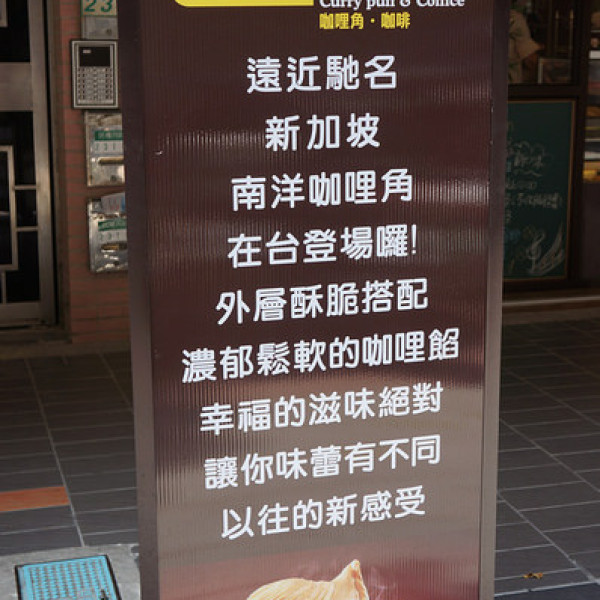 Curry puff & Coffee
咖哩角·咖啡
遠近馳名
新加坡
南洋咖哩角
在台登場囉!
外層酥脆搭配
濃郁鬆軟的咖哩餡
幸福的滋味絕對
讓你味蕾有不同
以往的新感受
23